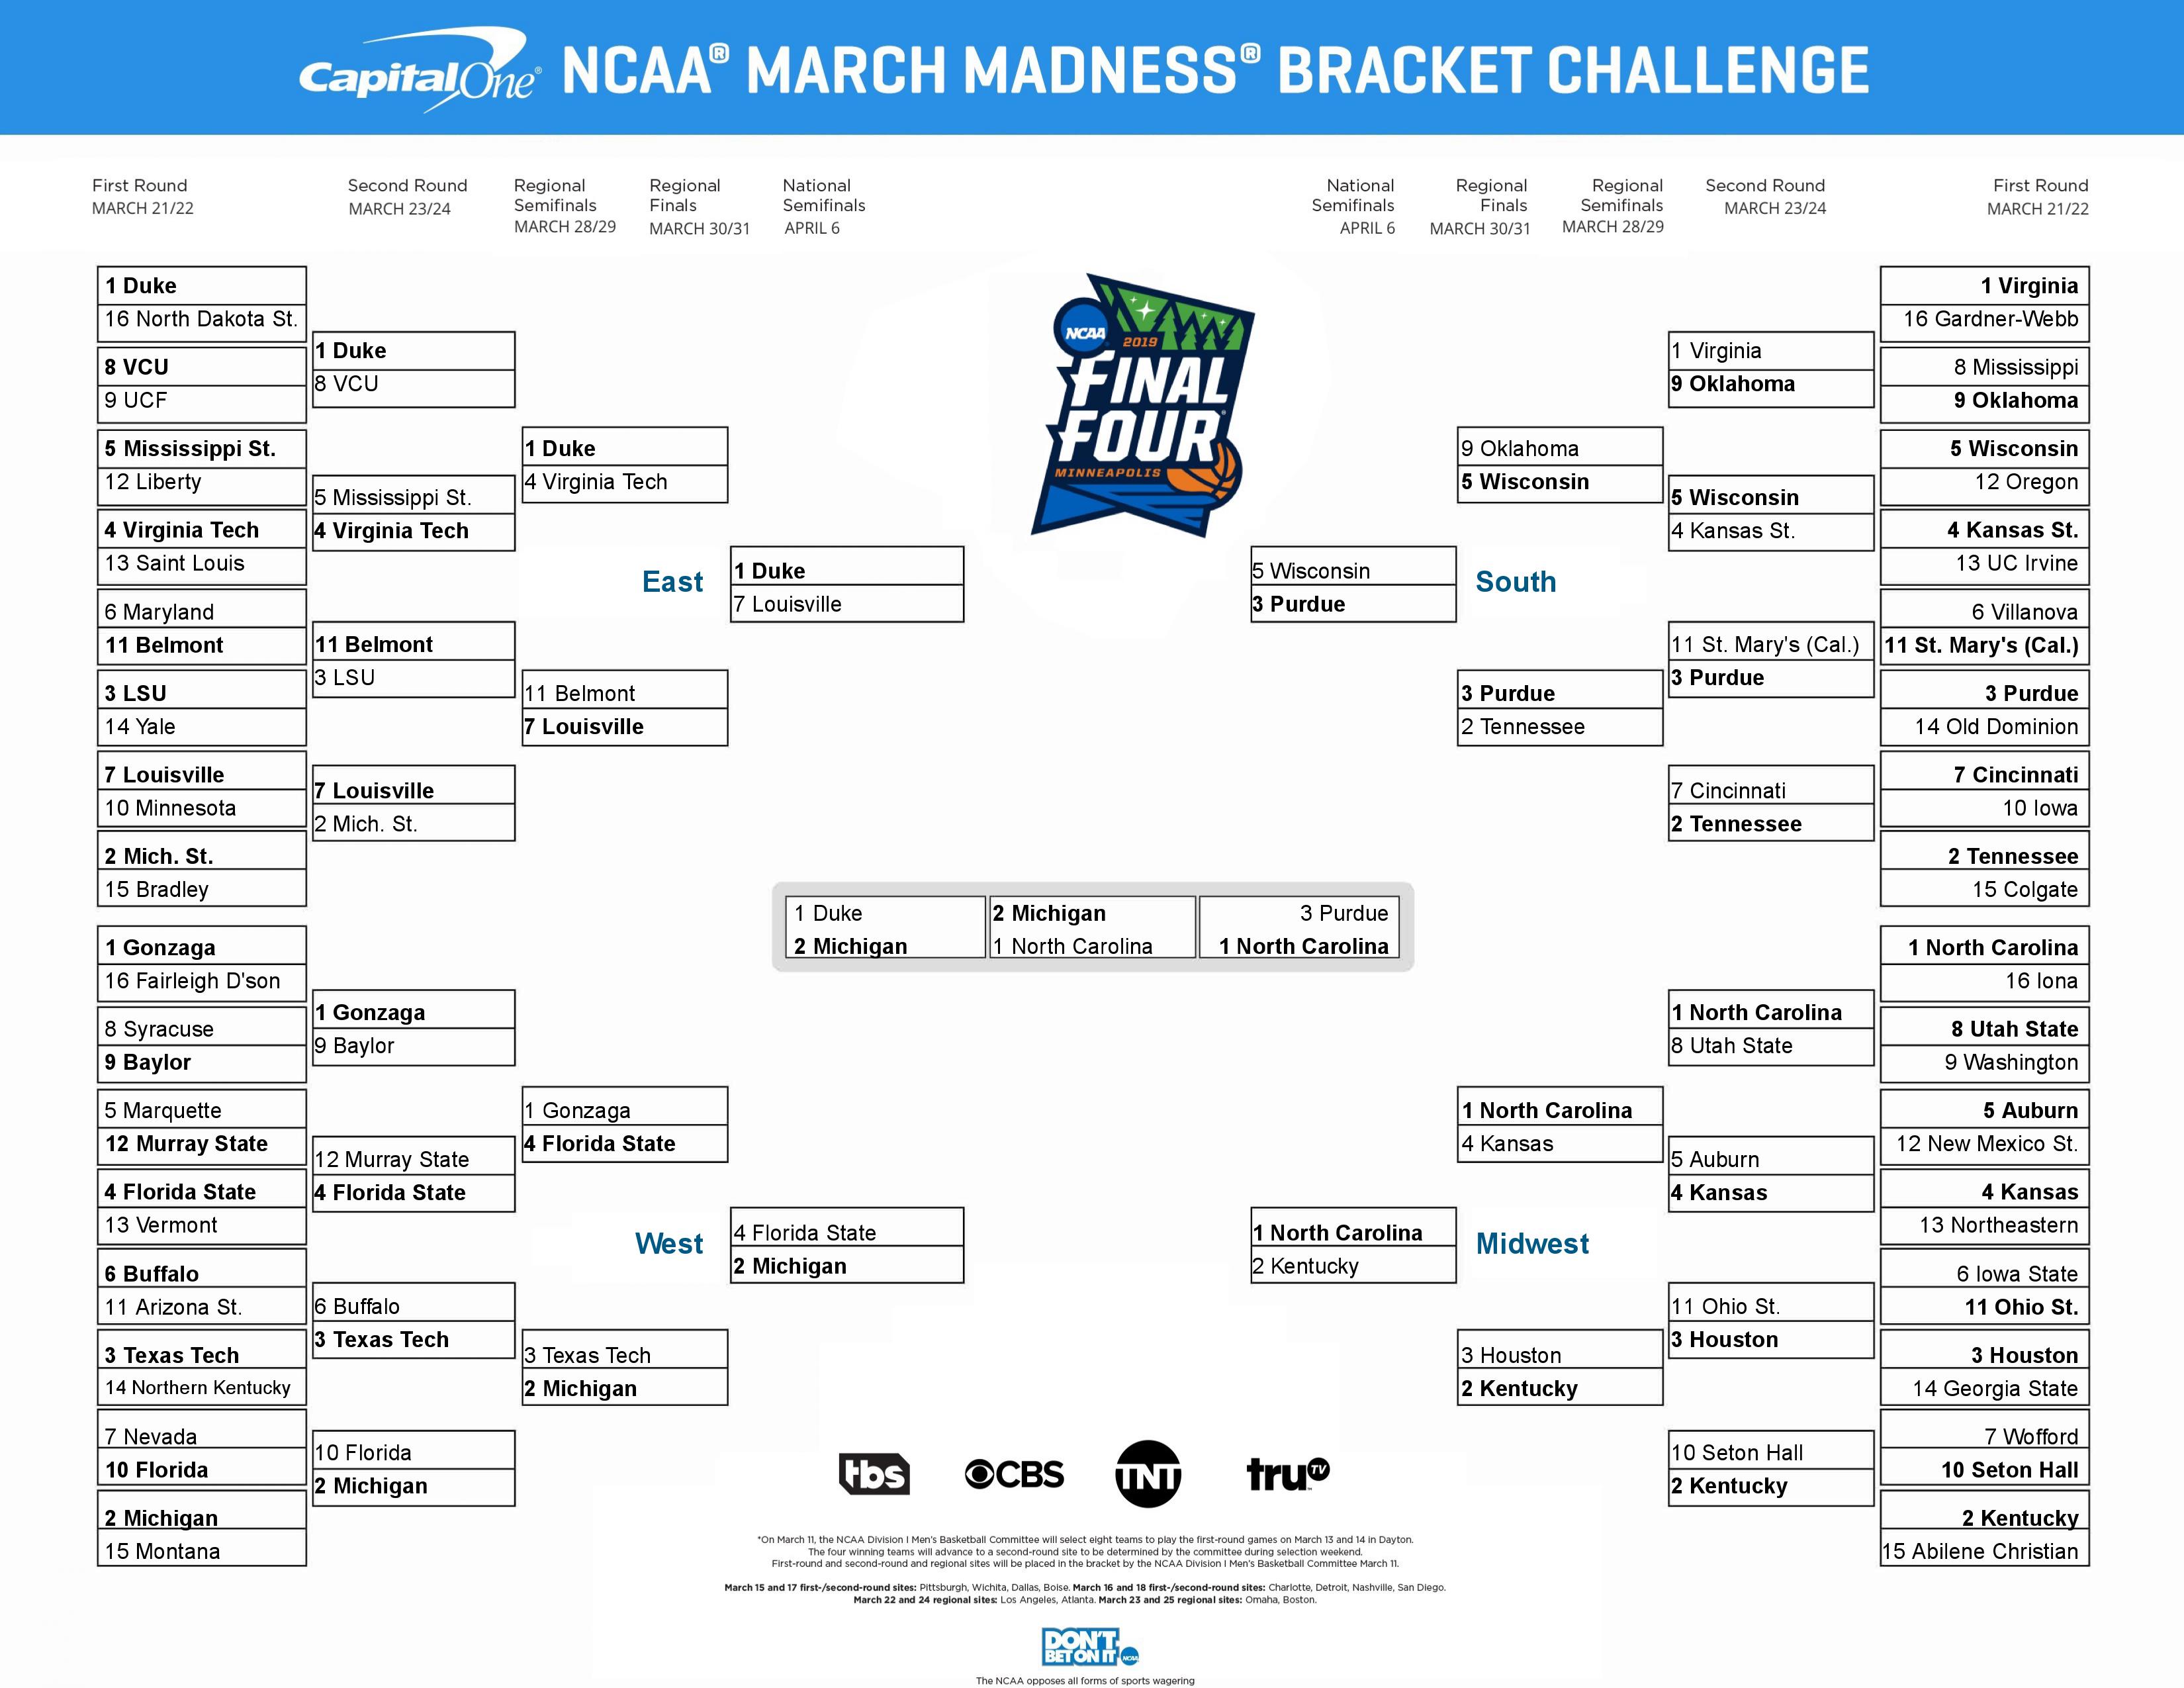 CapitalOne® NCAA® MARCH MADNESS® BRACKET CHALLENGE
First Round
MARCH 21/22
Second Round
MARCH 23/24
Regional
Semifinals
MARCH 28/29
Regional
Finals
MARCH 30/31
National
Semifinals
APRIL 6
National
Semifinals
APRIL 6
Regional
Finals
MARCH 30/31
Regional
Semifinals
MARCH 28/29
Second Round
MARCH 23/24
First Round
MARCH 21/22
1 Duke
16 North Dakota St.
8 VCU
9 UCF
5 Mississippi St.
12 Liberty
4 Virginia Tech
13 Saint Louis
6 Maryland
11 Belmont
3 LSU
14 Yale
7 Louisville
10 Minnesota
2 Mich. St.
15 Bradley
1 Duke
8 VCU
5 Mississippi St.
4 Virginia Tech
11 Belmont
3 LSU
7 Louisville
2 Mich. St.
1 Duke
4 Virginia Tech
11 Belmont
7 Louisville
East
1 Duke
7 Louisville
NCAA
2019
FINAL
FOUR
MINNEAPOLIS
5 Wisconsin
3 Purdue
South
9 Oklahoma
5 Wisconsin
3 Purdue
2 Tennessee
1 Virginia
9 Oklahoma
5 Wisconsin
4 Kansas St.
11 St. Mary's (Cal.)
3 Purdue
7 Cincinnati
2 Tennessee
1 Virginia
16 Gardner-Webb
8 Mississippi
9 Oklahoma
5 Wisconsin
12 Oregon
4 Kansas St.
13 UC Irvine
6 Villanova
11 St. Mary's (Cal.)
3 Purdue
14 Old Dominion
7 Cincinnati
10 Iowa
2 Tennessee
15 Colgate
1 Duke
2 Michigan
2 Michigan
1 North Carolina
3 Purdue
1 North Carolina
1 Gonzaga
16 Fairleigh D'son
8 Syracuse
9 Baylor
5 Marquette
12 Murray State
4 Florida State
13 Vermont
6 Buffalo
11 Arizona St.
3 Texas Tech
14 Northern Kentucky
7 Nevada
10 Florida
2 Michigan
15 Montana
1 Gonzaga
9 Baylor
12 Murray State
4 Florida State
6 Buffalo
3 Texas Tech
10 Florida
2 Michigan
1 Gonzaga
4 Florida State
3 Texas Tech
2 Michigan
West
4 Florida State
2 Michigan
1 North Carolina
2 Kentucky
Midwest
1 North Carolina
4 Kansas
3 Houston
2 Kentucky
1 North Carolina
8 Utah State
5 Auburn
4 Kansas
11 Ohio St.
3 Houston
10 Seton Hall
2 Kentucky
1 North Carolina
16 Iona
8 Utah State
9 Washington
5 Auburn
12 New Mexico St.
4 Kansas
13 Northeastern
6 Iowa State
11 Ohio St.
3 Houston
14 Georgia State
7 Wofford
10 Seton Hall
2 Kentucky
15 Abilene Christian
tbs CBS TNT truTV
*On March 11, the NCAA Division I Men's Basketball Committee will select eight teams to play the first-round games on March 13 and 14 in Dayton.
The four winning teams will advance to a second-round site to be determined by the committee during selection weekend.
First-round and second-round and regional sites will be placed in the bracket by the NCAA Division I Men's Basketball Committee March 11.
March 15 and 17 first-/second-round sites: Pittsburgh, Wichita, Dallas, Boise. March 16 and 18 first-/second-round sites: Charlotte, Detroit, Nashville, San Diego.
March 22 and 24 regional sites: Los Angeles, Atlanta. March 23 and 25 regional sites: Omaha, Boston.
DON'T
BET ON IT NCAA
The NCAA opposes all forms of sports wagering